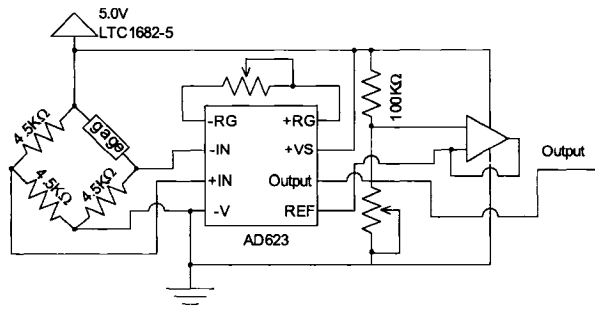 5.0V
LTC1682-5
4.5KΩ
gage
4.5KΩ
4.5KΩ
-RG
+RG
-IN
+VS
+IN
Output
-V
REF
AD623
100KΩ
Output